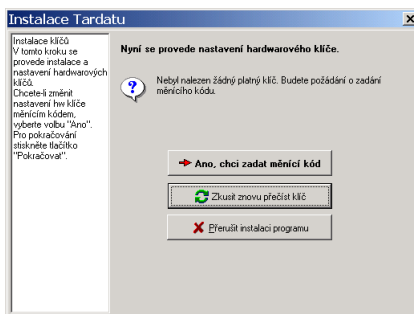 Instalace Tardatu
Instalace klíčů
V tomto kroku se
provede instalace a
nastavení hardwarových
klíčů.
Chcete-li změnit
nastavení hw klíče
měnícím kódem,
vyberte volbu "Ano".
Pro pokračování
stiskněte tlačítko
"Pokračovat".
Nyní se provede nastavení hardwarového klíče.
Nebyl nalezen žádný platný klíč. Budete požádáni o zadání
měnícího kódu.
Ano, chci zadat měnící kód
Zkusit znovu přečíst klíč
Přerušit instalaci programu